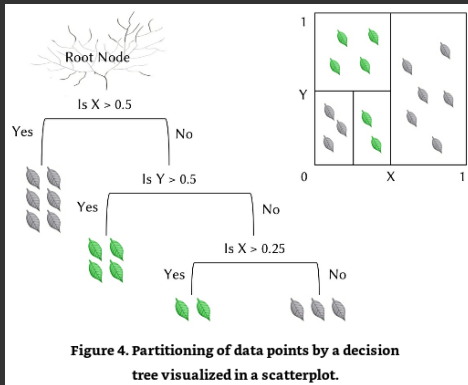 Root Node
Is X > 0.5
Yes
No
Is Y > 0.5
Yes
No
Is X > 0.25
Yes
No
1
Y
0
X
1
Figure 4. Partitioning of data points by a decision
tree visualized in a scatterplot.